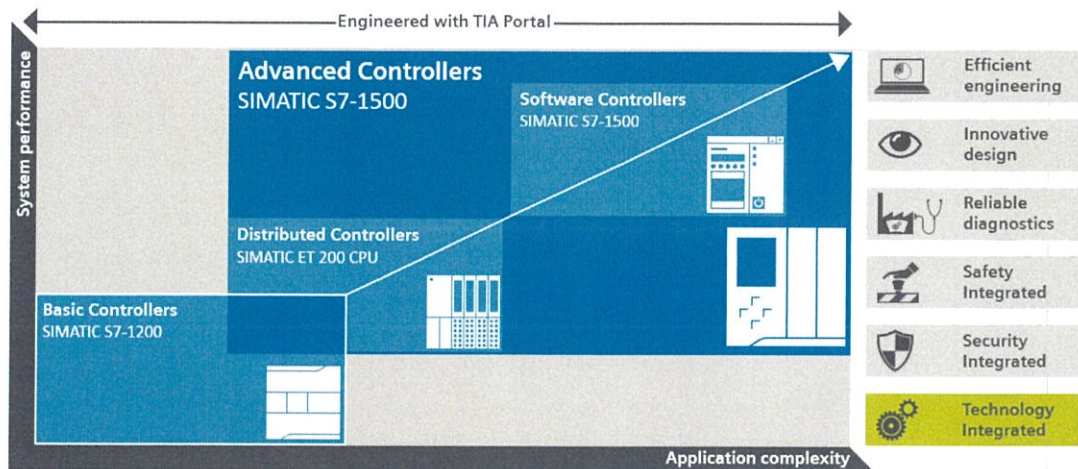 Engineered with TIA Portal
System performance
Advanced Controllers
SIMATIC S7-1500
Software Controllers
SIMATIC S7-1500
Distributed Controllers
SIMATIC ET 200 CPU
Basic Controllers
SIMATIC S7-1200
Application complexity
Efficient
engineering
Innovative
design
Reliable
diagnostics
Safety
Integrated
Security
Integrated
Technology
Integrated